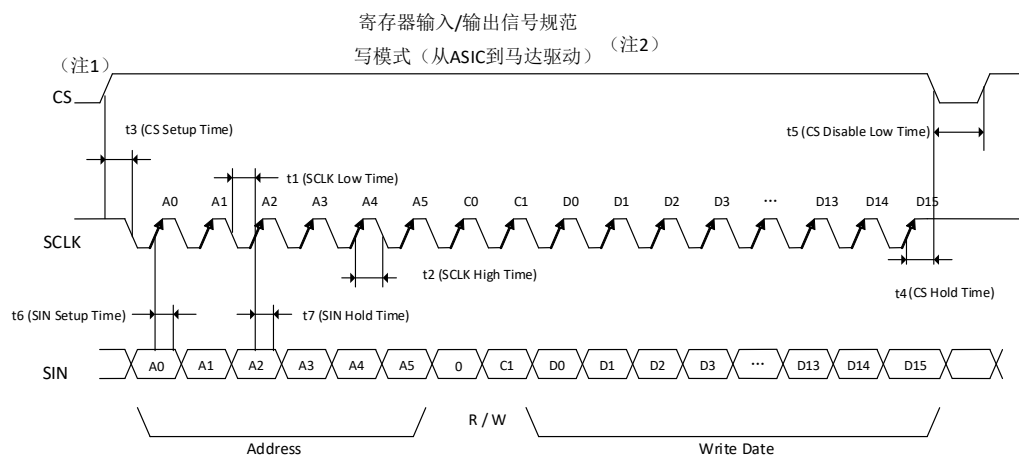 寄存器输入/输出信号规范
写模式（从ASIC到马达驱动）（注2）
（注1）
CS
t3 (CS Setup Time)
t5 (CS Disable Low Time)
t1 (SCLK Low Time)
A0 A1 A2 A3 A4 A5 C0 C1 D0 D1 D2 D3 ··· D13 D14 D15
SCLK
t2 (SCLK High Time)
t4 (CS Hold Time)
t6 (SIN Setup Time)
t7 (SIN Hold Time)
SIN
A0 A1 A2 A3 A4 A5 0 C1 D0 D1 D2 D3 ··· D13 D14 D15
R / W
Address
Write Date